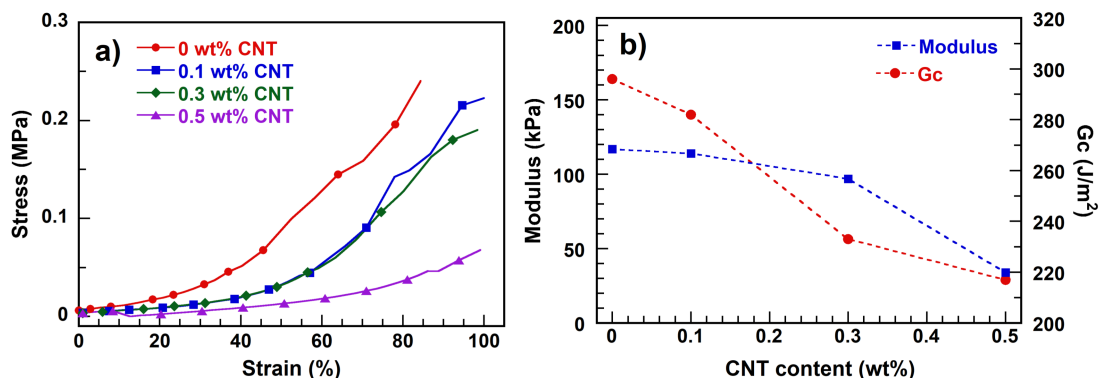 a)
0 wt% CNT
0.1 wt% CNT
0.3 wt% CNT
0.5 wt% CNT
Stress (MPa)
0.3
0.2
0.1
0
0 20 40 60 80 100
Strain (%)
b)
Modulus
Gc
Modulus (kPa)
200
150
100
50
0
Gc (J/m²)
320
300
280
260
240
220
200
0 0.1 0.2 0.3 0.4 0.5
CNT content (wt%)